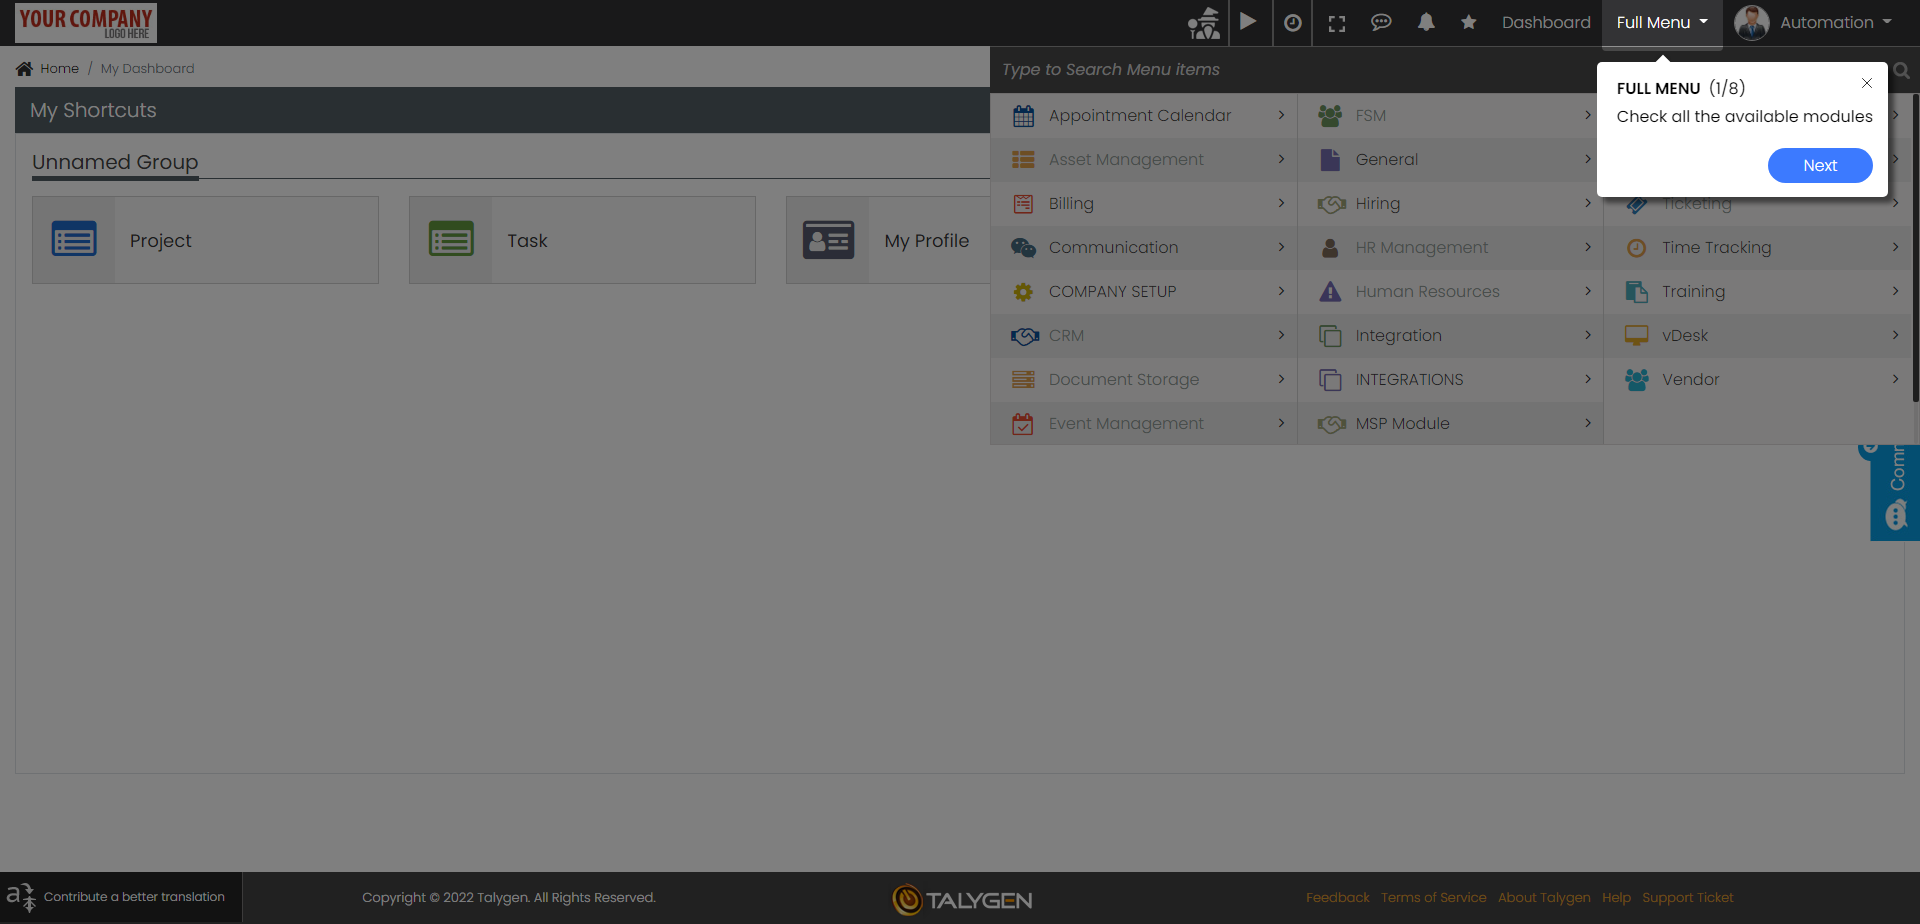 YOUR COMPANY
LOGO HERE
Dashboard
Full Menu
Automation
Home / My Dashboard
Type to Search Menu items
FULL MENU (1/8)
Check all the available modules
Next
My Shortcuts
Unnamed Group
Project
Task
My Profile
Appointment Calendar
Asset Management
Billing
Communication
COMPANY SETUP
CRM
Document Storage
Event Management
FSM
General
Hiring
HR Management
Human Resources
Integration
INTEGRATIONS
MSP Module
Ticketing
Time Tracking
Training
vDesk
Vendor
Contribute a better translation
Copyright © 2022 Talygen. All Rights Reserved.
TALYGEN
Feedback Terms of Service About Talygen Help Support Ticket